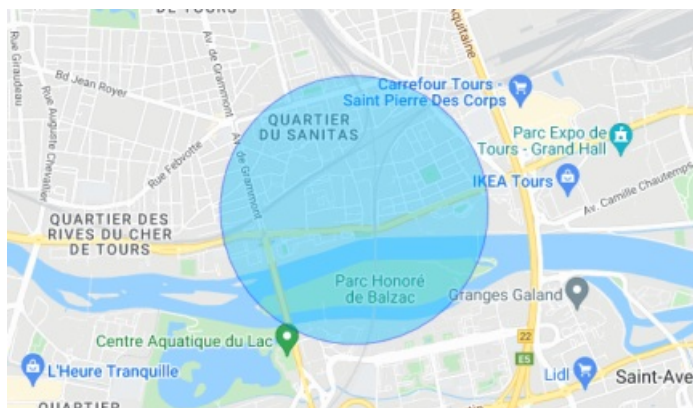 DE TOURS
Aquitaine
Rue Giraudeau
Av. de Grammont
Bd Jean Royer
Carrefour Tours -
Saint Pierre Des Corps
QUARTIER
DU SANITAS
Rue Auguste Chevallier
Rue Febvotte
Av. de Grammont
Parc Expo de
Tours - Grand Hall
IKEA Tours
Av. Camille Chautemps
QUARTIER DES
RIVES DU CHER
DE TOURS
Parc Honoré
de Balzac
Granges Galand
Centre Aquatique du Lac
22
E5
L'Heure Tranquille
Lidl
Saint-Ave
QUARTIER